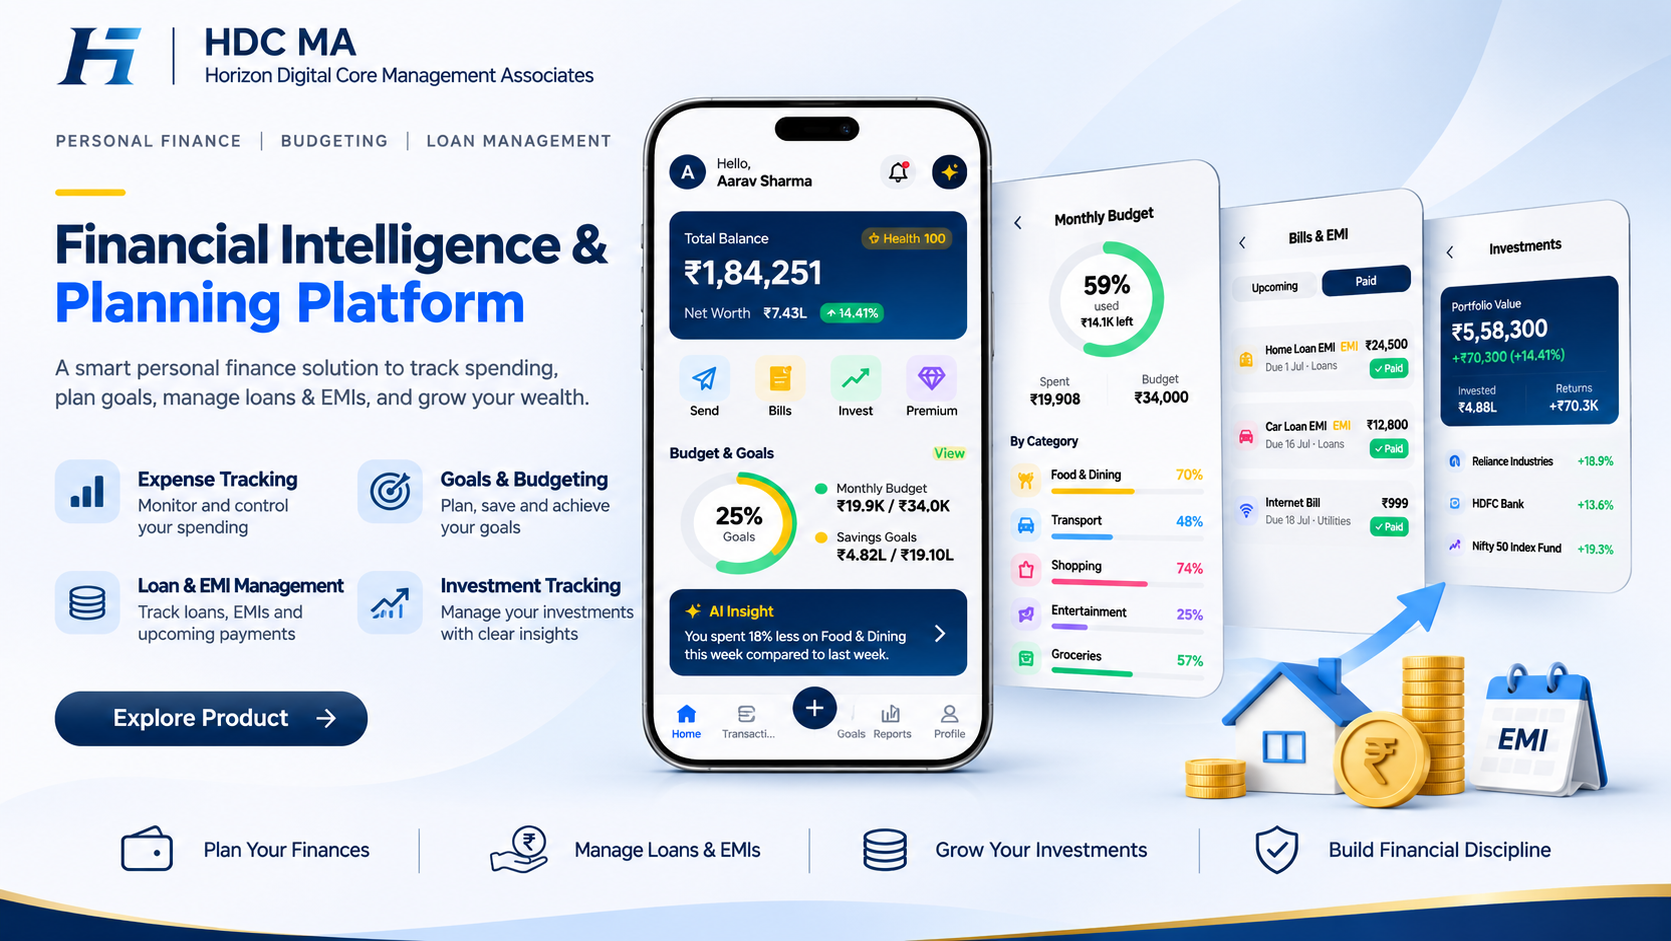 HDC MA
Horizon Digital Core Management Associates
PERSONAL FINANCE | BUDGETING | LOAN MANAGEMENT
Financial Intelligence &
Planning Platform
A smart personal finance solution to track spending,
plan goals, manage loans & EMIs, and grow your wealth.
Expense Tracking
Monitor and control
your spending
Goals & Budgeting
Plan, save and achieve
your goals
Loan & EMI Management
Track loans, EMIs and
upcoming payments
Investment Tracking
Manage your investments
with clear insights
Explore Product
A
Hello,
Aarav Sharma
Total Balance
Health 100
₹1,84,251
Net Worth ₹7.43L 14.41%
Send
Bills
Invest
Premium
Budget & Goals
View
25%
Goals
Monthly Budget
₹19.9K / ₹34.0K
Savings Goals
₹4.82L / ₹19.10L
AI Insight
You spent 18% less on Food & Dining
this week compared to last week.
Home
Transacti...
Goals
Reports
Profile
Monthly Budget
59%
used
₹14.1K left
Spent
₹19,908
Budget
₹34,000
By Category
Food & Dining 70%
Transport 48%
Shopping 74%
Entertainment 25%
Groceries 57%
Bills & EMI
Upcoming
Paid
Home Loan EMI EMI ₹24,500
Due 1 Jul · Loans Paid
Car Loan EMI EMI ₹12,800
Due 16 Jul · Loans Paid
Internet Bill ₹999
Due 18 Jul · Utilities Paid
Investments
Portfolio Value
₹5,58,300
+₹70,300 (+14.41%)
Invested
₹4.88L
Returns
+₹70.3K
Reliance Industries +18.9%
HDFC Bank +13.6%
Nifty 50 Index Fund +19.3%
₹
EMI
₹
Plan Your Finances
Manage Loans & EMIs
Grow Your Investments
Build Financial Discipline